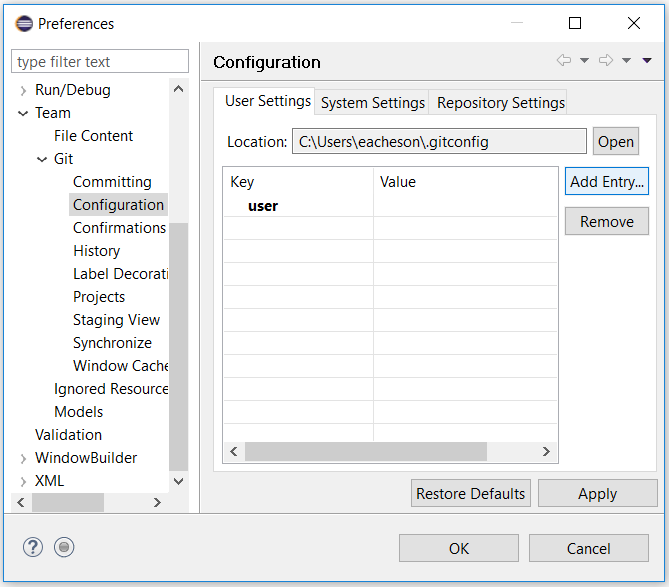 Preferences
type filter text
Run/Debug
Team
File Content
Git
Committing
Configuration
Confirmations
History
Label Decorati
Projects
Staging View
Synchronize
Window Cache
Ignored Resource
Models
Validation
WindowBuilder
XML
Configuration
User Settings System Settings Repository Settings
Location: C:\Users\eacheson\.gitconfig Open
Key Value Add Entry...
user
Remove
Restore Defaults Apply
? OK Cancel